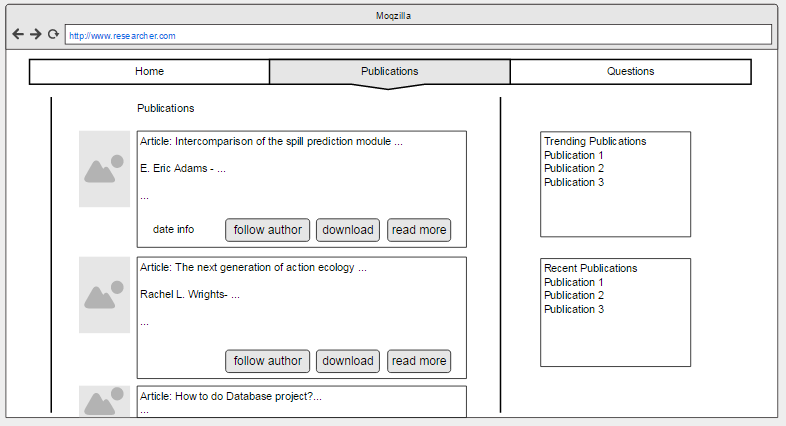 Moqzilla
http://www.researcher.com
Home
Publications
Questions
Publications
Article: Intercomparison of the spill prediction module ...
E. Eric Adams - ...
...
date info
follow author
download
read more
Article: The next generation of action ecology ...
Rachel L. Wrights- ...
...
follow author
download
read more
Article: How to do Database project?...
...
Trending Publications
Publication 1
Publication 2
Publication 3
Recent Publications
Publication 1
Publication 2
Publication 3